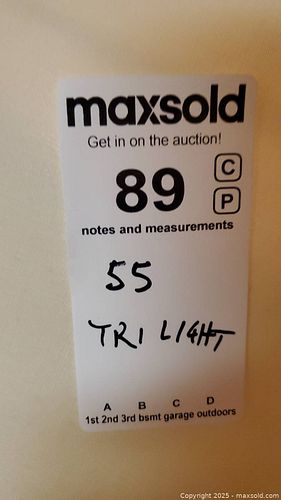 maxsold
Get in on the auction!
89
C
P
notes and measurements
55
TRI LIGHT
A B C D
1st 2nd 3rd bsmt garage outdoors
Copyright 2025 - maxsold.com